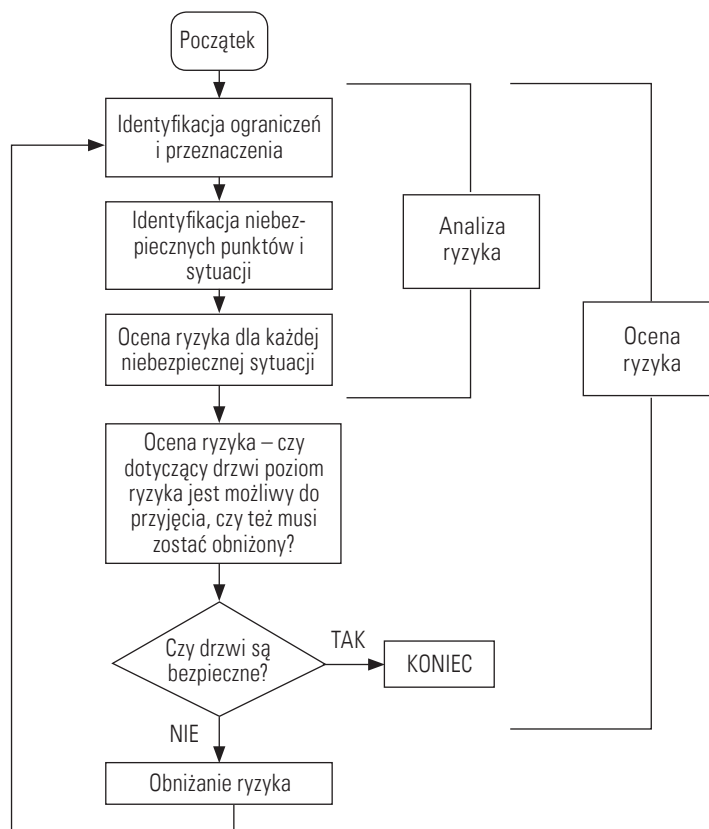 Początek
Identyfikacja ograniczeń
i przeznaczenia
Identyfikacja niebez-
piecznych punktów i
sytuacji
Analiza
ryzyka
Ocena ryzyka dla każdej
niebezpiecznej sytuacji
Ocena
ryzyka
Ocena ryzyka – czy
dotyczący drzwi poziom
ryzyka jest możliwy do
przyjęcia, czy też musi
zostać obniżony?
Czy drzwi są
bezpieczne?
TAK
KONIEC
NIE
Obniżanie ryzyka